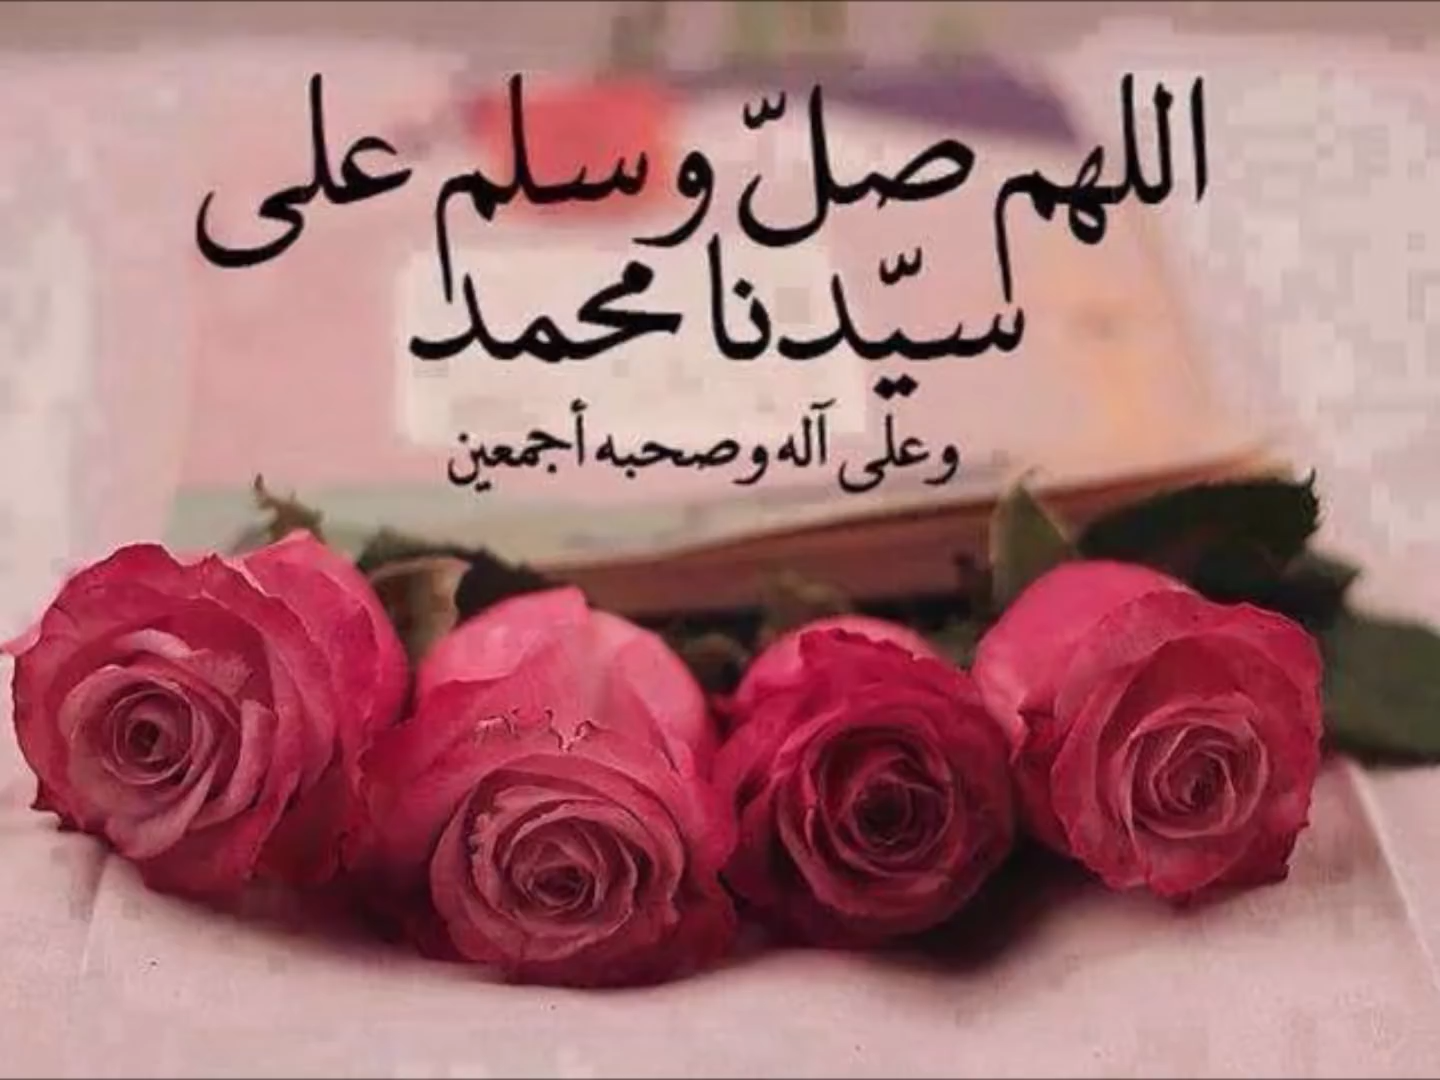 اللهم صلّ وسلم على
سيّدنا محمد
وعلى آله وصحبه أجمعين